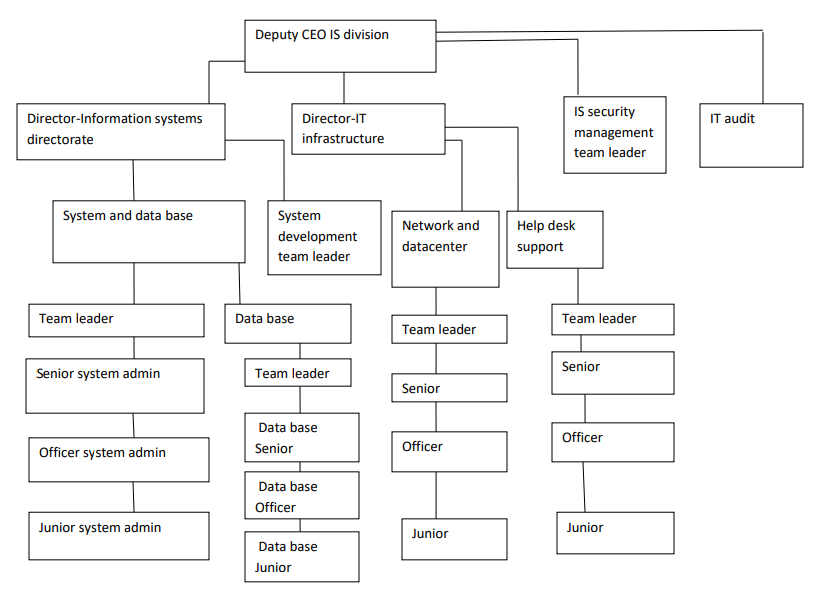 Deputy CEO IS division
Director-Information systems
directorate
Director-IT
infrastructure
IS security
management
team leader
IT audit
System and data base
System
development
team leader
Network and
datacenter
Help desk
support
Team leader
Data base
Team leader
Team leader
Senior system admin
Team leader
Senior
Senior
Officer system admin
Data base
Senior
Officer
Officer
Data base
Officer
Junior system admin
Data base
Junior
Junior
Junior